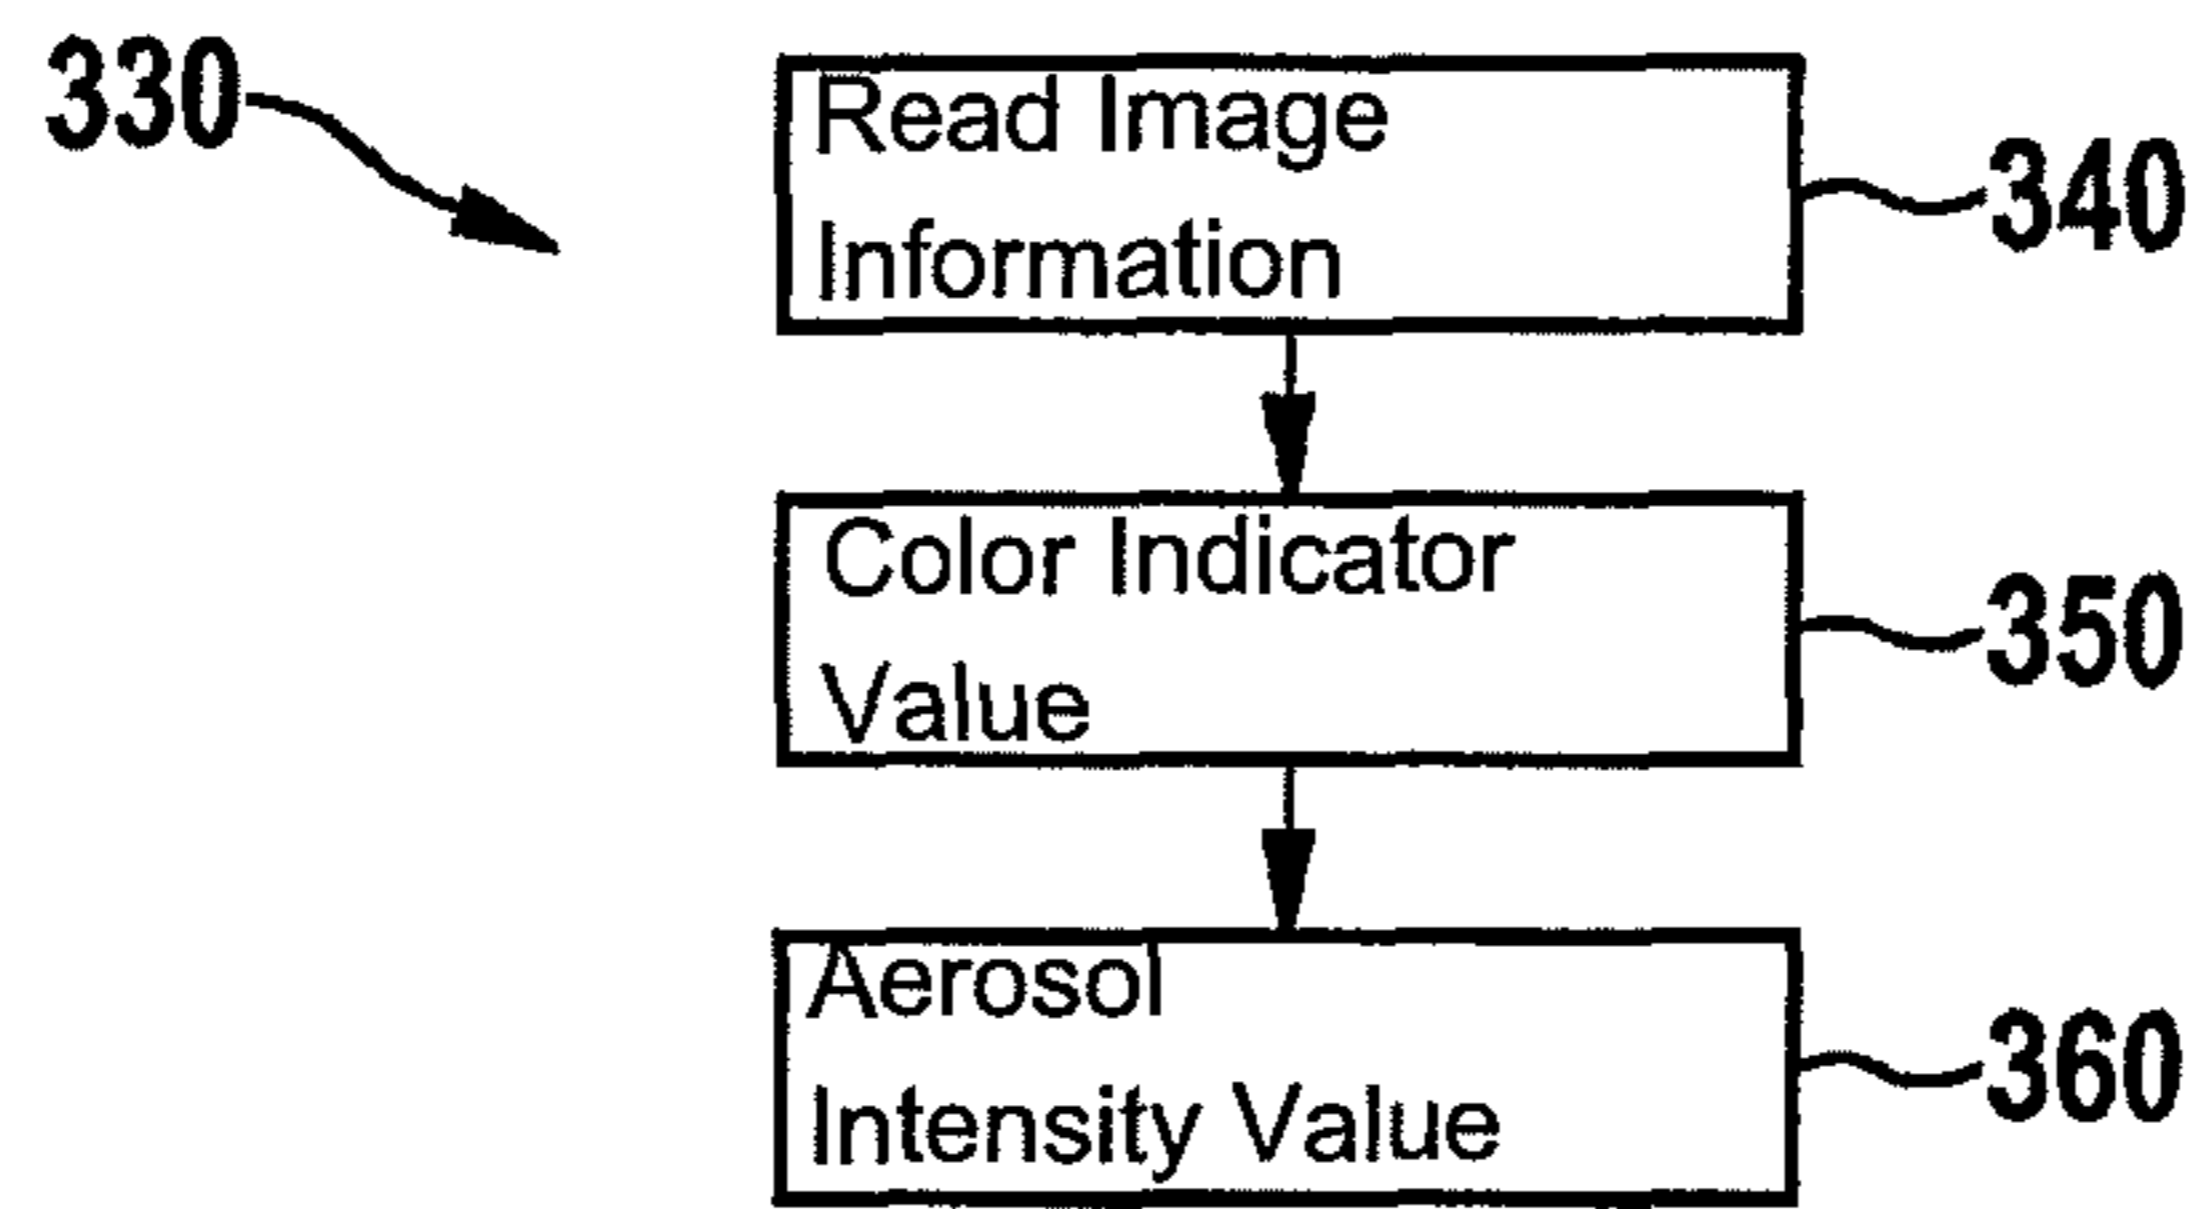 330
Read Image
Information
340
Color Indicator
Value
350
Aerosol
Intensity Value
360